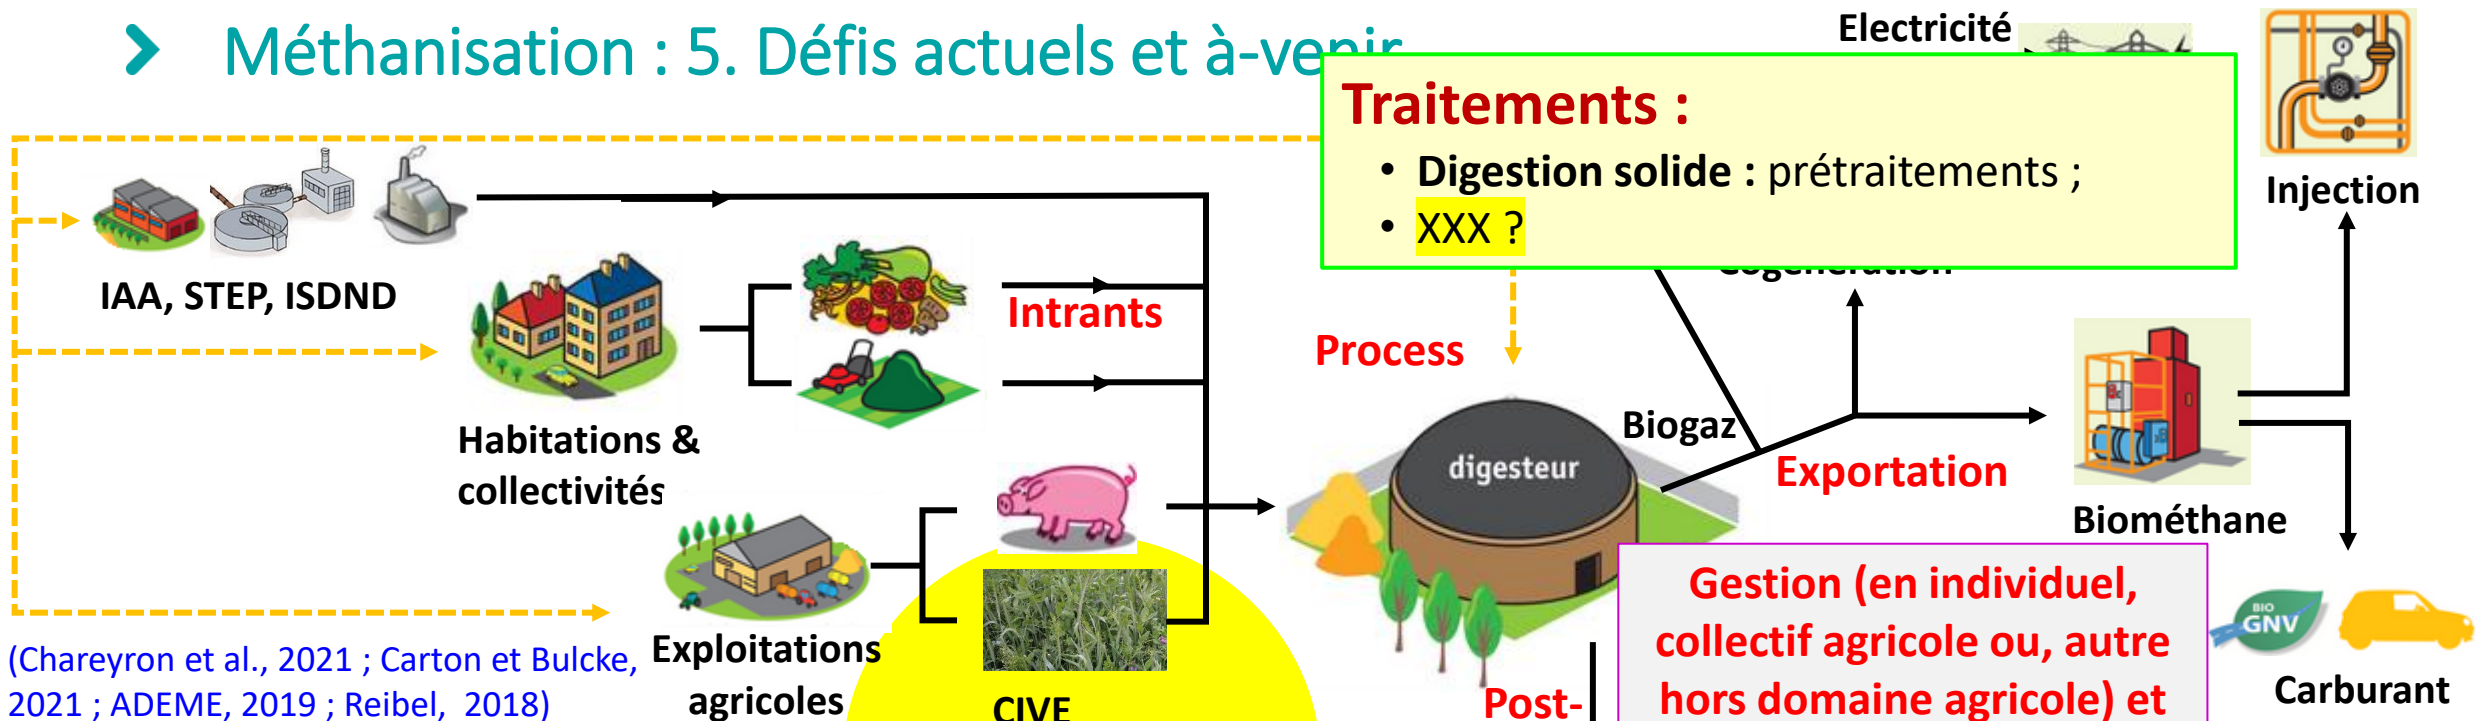 Méthanisation : 5. Défis actuels et à-venir
Electricité
Traitements :
• Digestion solide : prétraitements ;
• XXX ?
Cogénération
Injection
IAA, STEP, ISDND
Intrants
Process
Habitations &
collectivités
Biogaz
digesteur
Exportation
Biométhane
Exploitations
agricoles
CIVE
Post-
Gestion (en individuel,
collectif agricole ou, autre
hors domaine agricole) et
BIO
GNV
Carburant
(Chareyron et al., 2021 ; Carton et Bulcke,
2021 ; ADEME, 2019 ; Reibel, 2018)